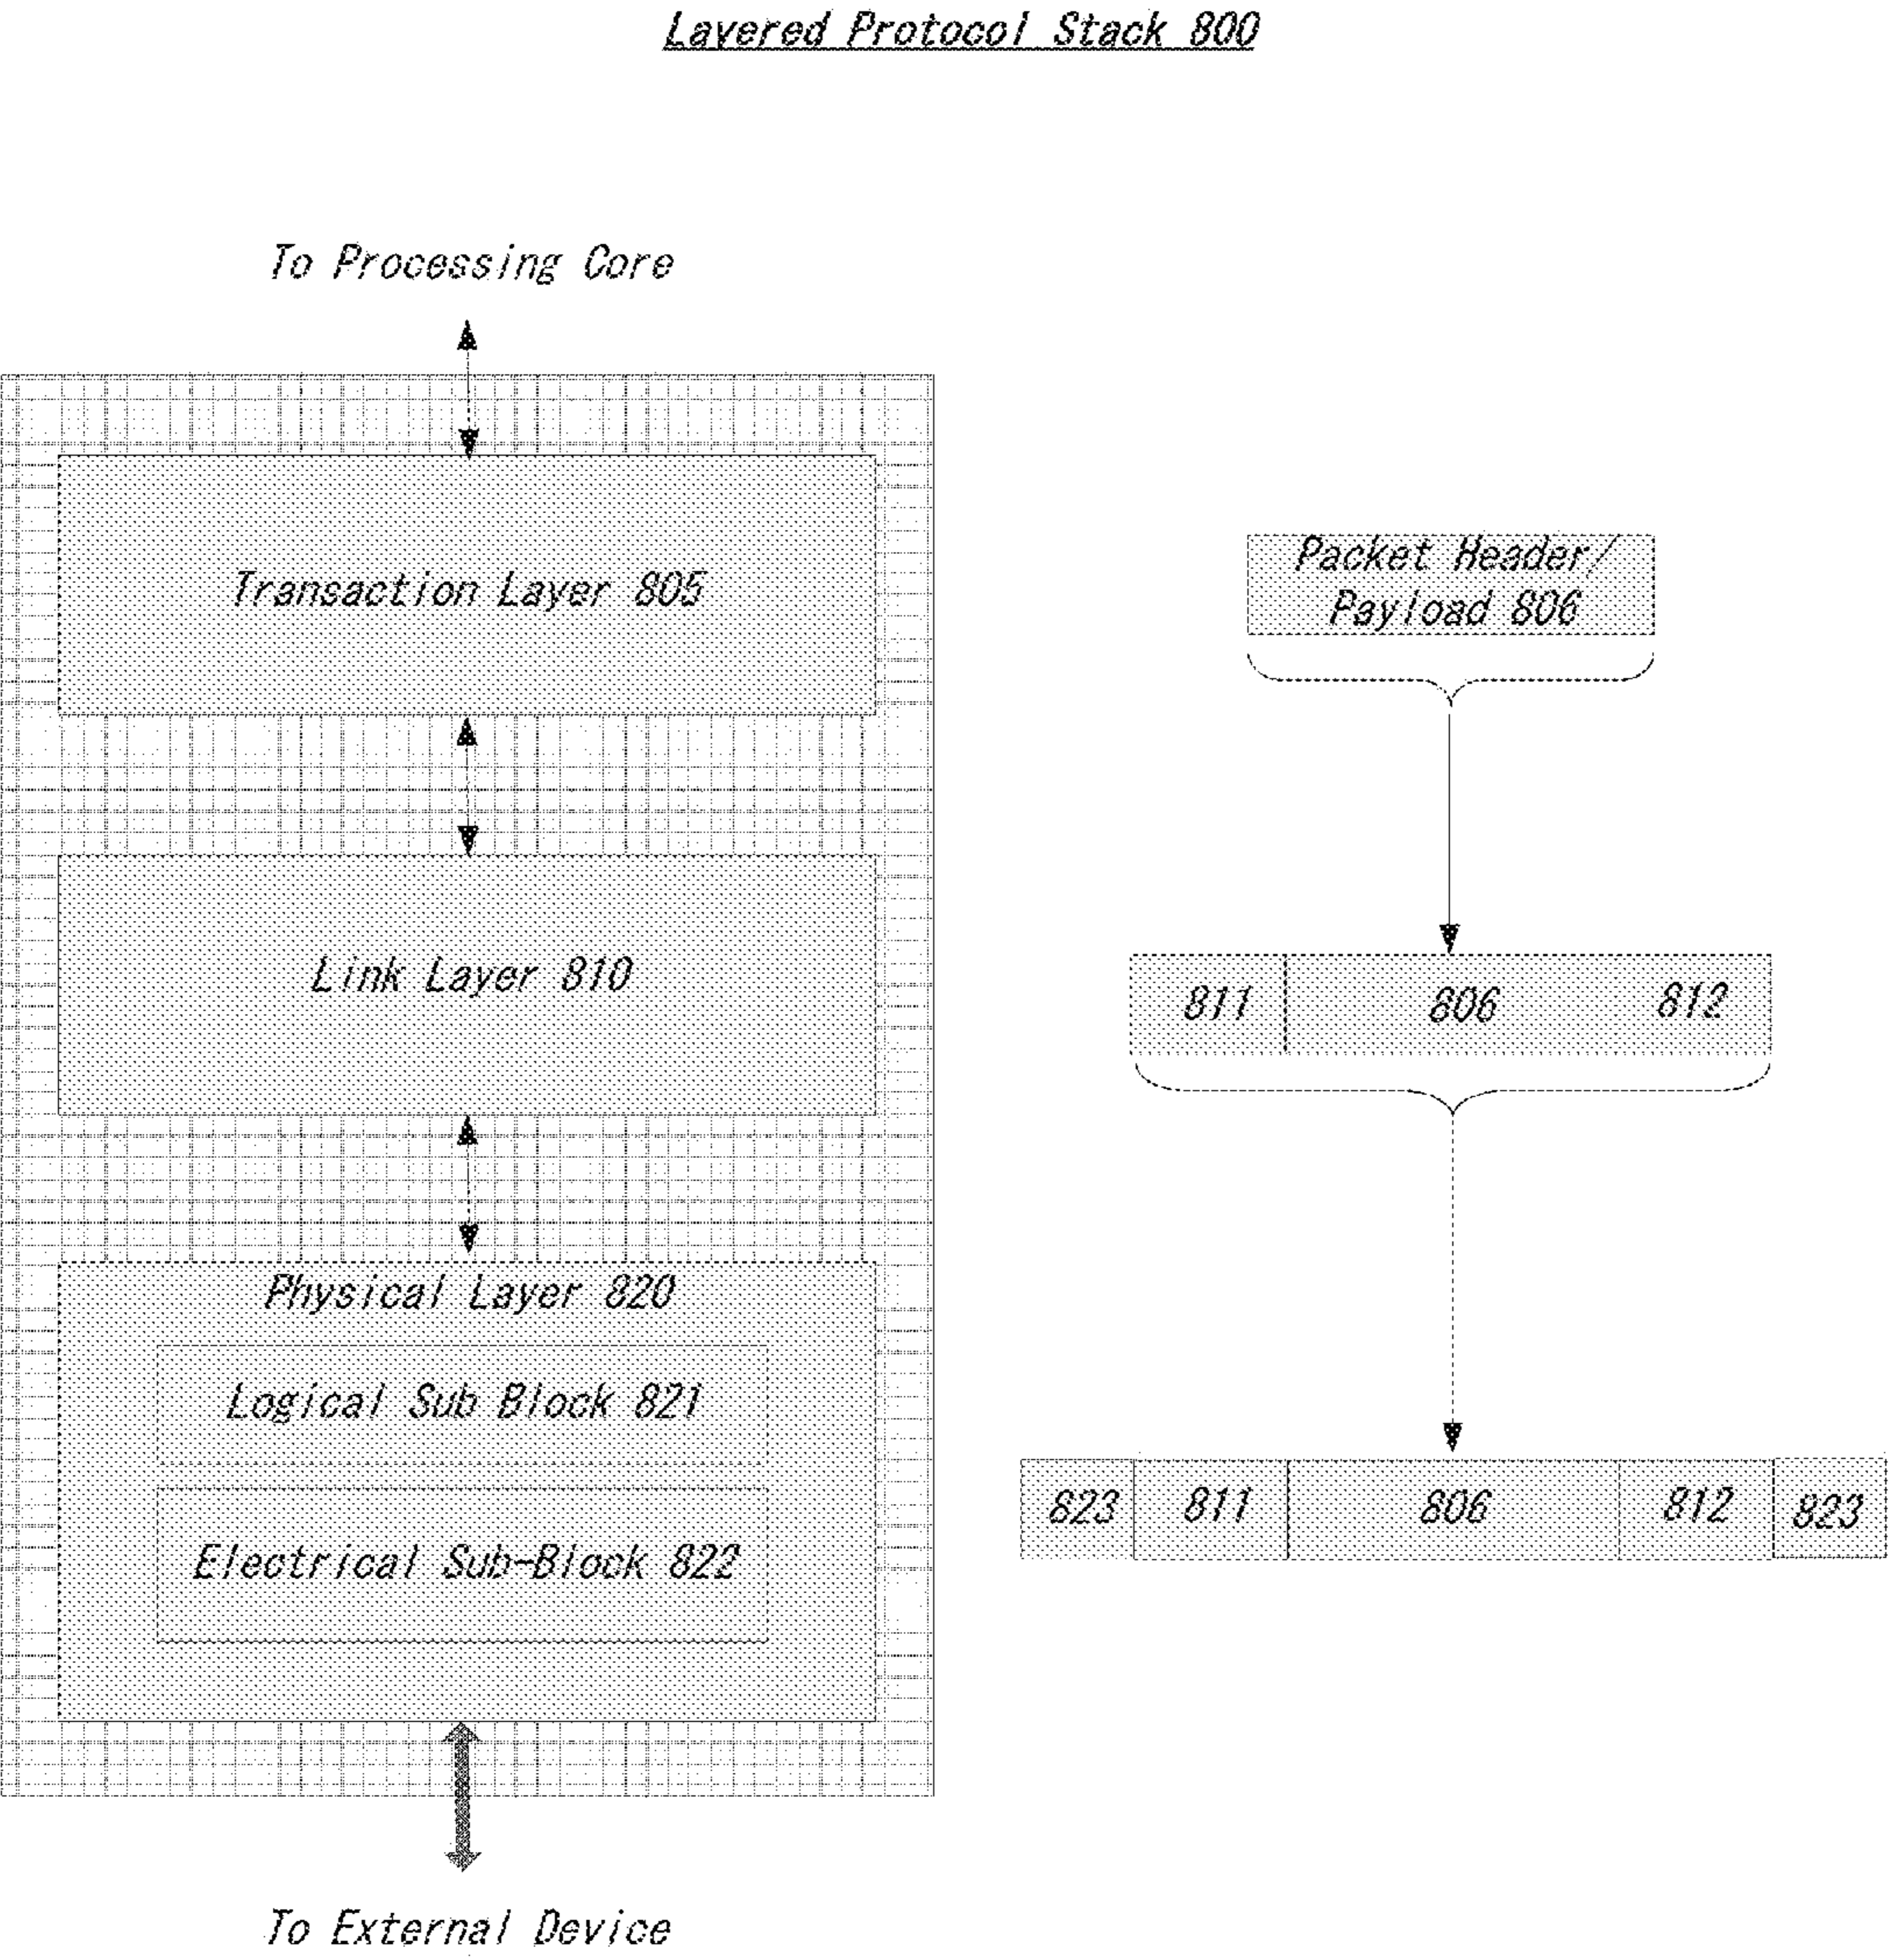 Layered Protocol Stack 800
To Processing Core
Transaction Layer 805
Packet Header/
Payload 806
Link Layer 810
811 806 812
Physical Layer 820
Logical Sub Block 821
Electrical Sub-Block 822
823 811 806 812 823
To External Device